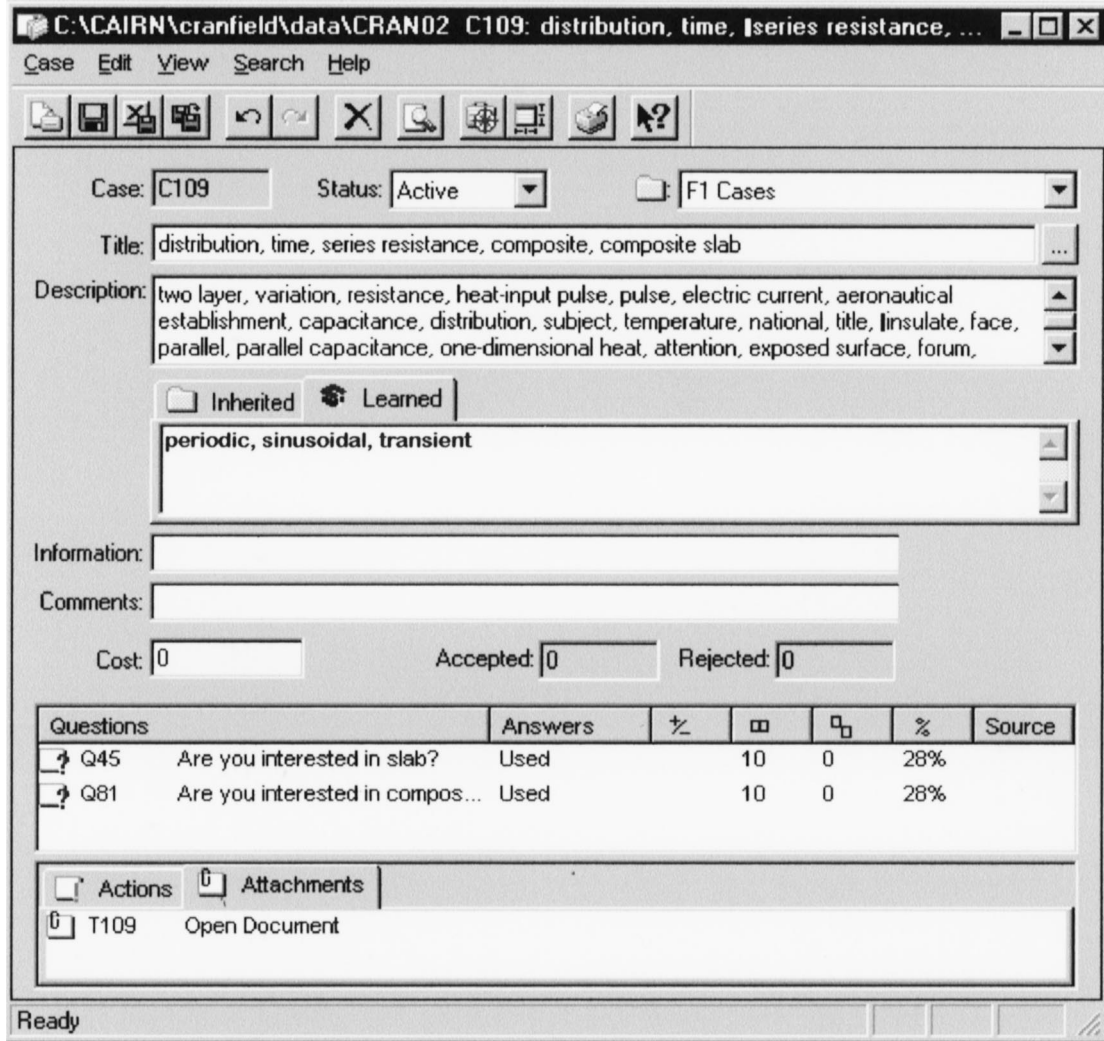 C:\CAIRN\cranfield\data\CRAN02 C109: distribution, time, series resistance, ...
Case Edit View Search Help
Case: C109 Status: Active : F1 Cases
Title: distribution, time, series resistance, composite, composite slab ...
Description: two layer, variation, resistance, heat-input pulse, pulse, electric current, aeronautical
establishment, capacitance, distribution, subject, temperature, national, title, insulate, face,
parallel, parallel capacitance, one-dimensional heat, attention, exposed surface, forum,
Inherited Learned
periodic, sinusoidal, transient
Information:
Comments:
Cost: 0 Accepted: 0 Rejected: 0
Questions Answers +/- % Source
Q45 Are you interested in slab? Used 10 0 28%
Q81 Are you interested in compos... Used 10 0 28%
Actions Attachments
T109 Open Document
Ready